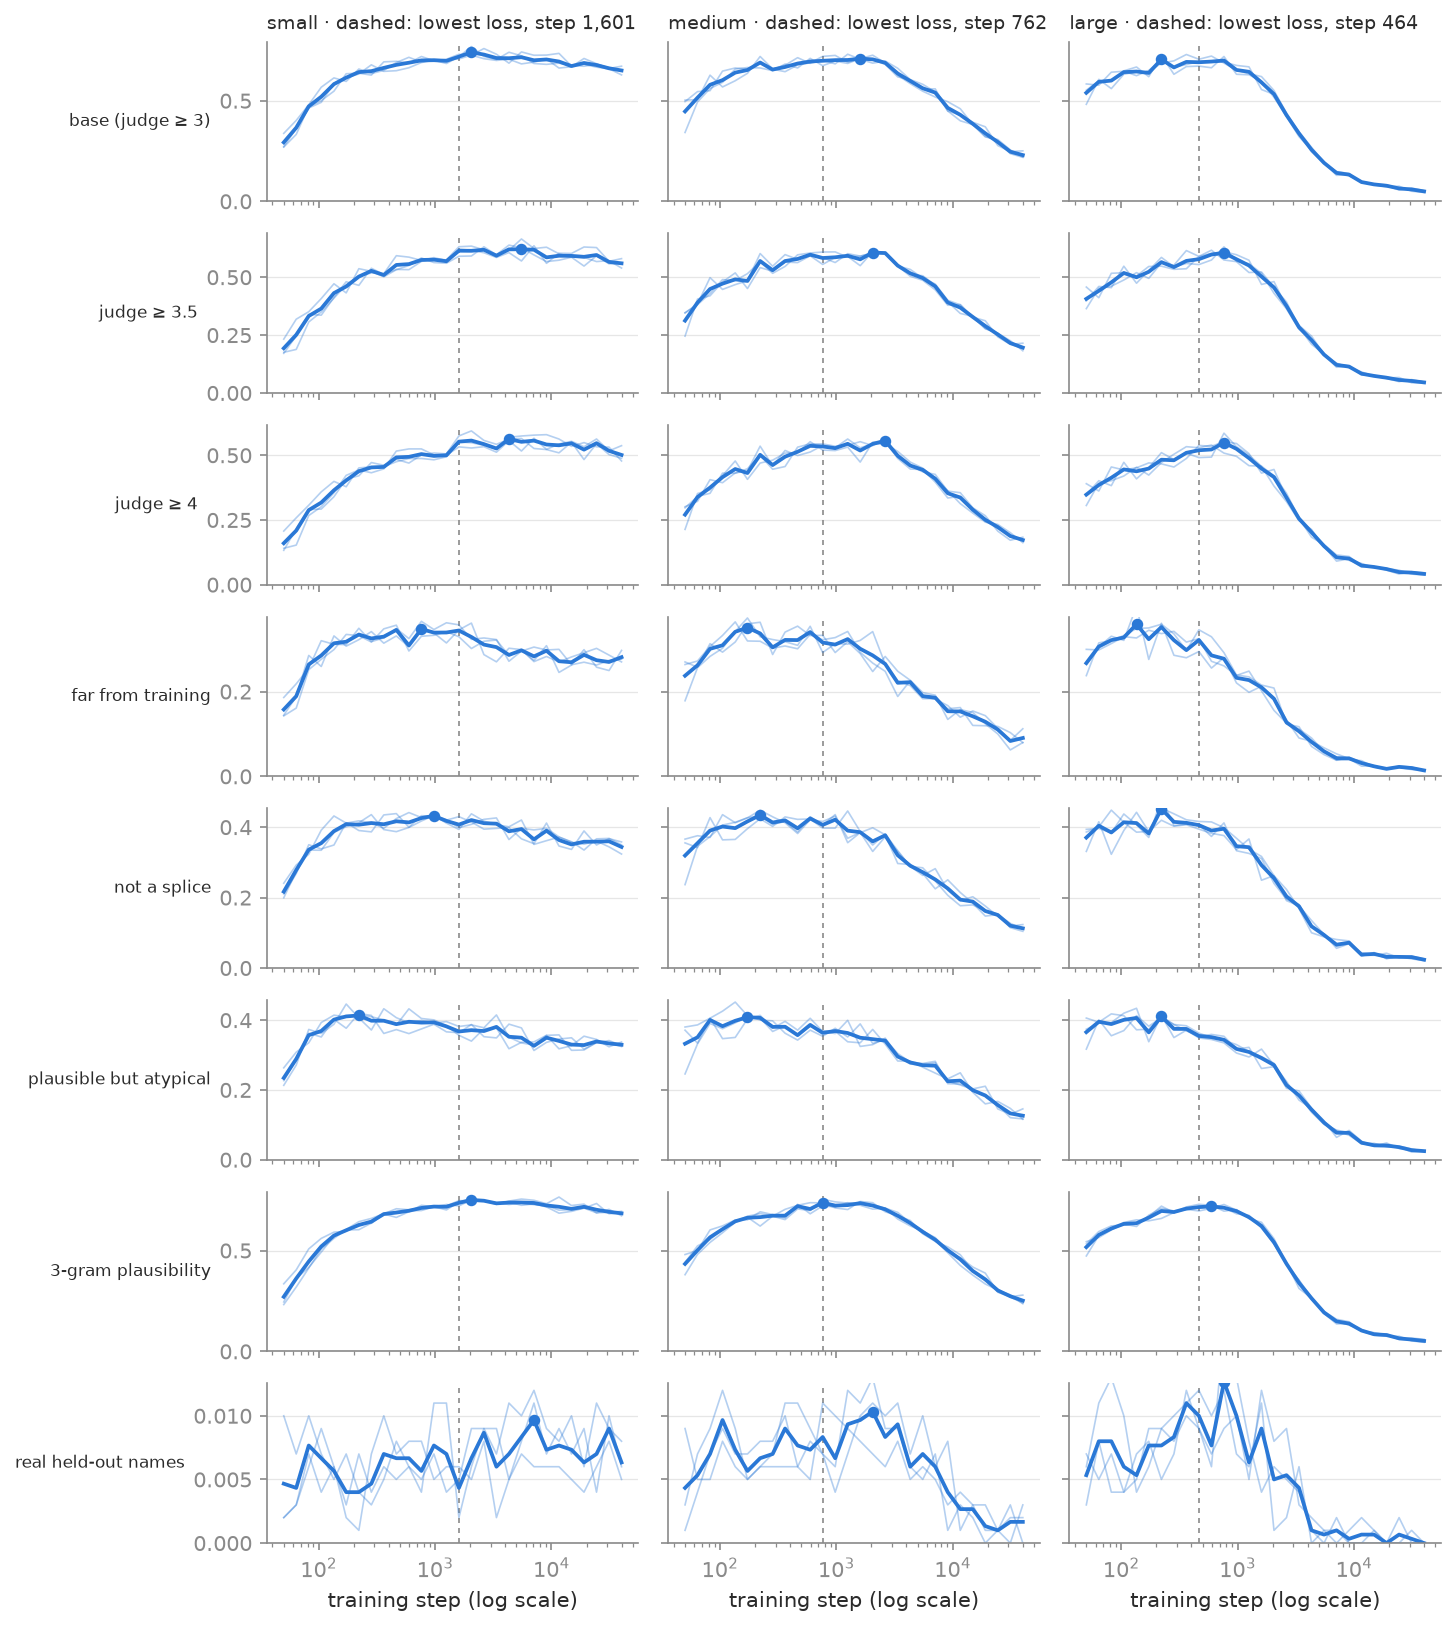 small · dashed: lowest loss, step 1,601
medium · dashed: lowest loss, step 762
large · dashed: lowest loss, step 464
base (judge ≥ 3)
0.5
0.0
judge ≥ 3.5
0.50
0.25
0.00
judge ≥ 4
0.50
0.25
0.00
far from training
0.2
0.0
not a splice
0.4
0.2
0.0
plausible but atypical
0.4
0.2
0.0
3-gram plausibility
0.5
0.0
real held-out names
0.010
0.005
0.000
10² 10³ 10⁴
10² 10³ 10⁴
10² 10³ 10⁴
training step (log scale)
training step (log scale)
training step (log scale)